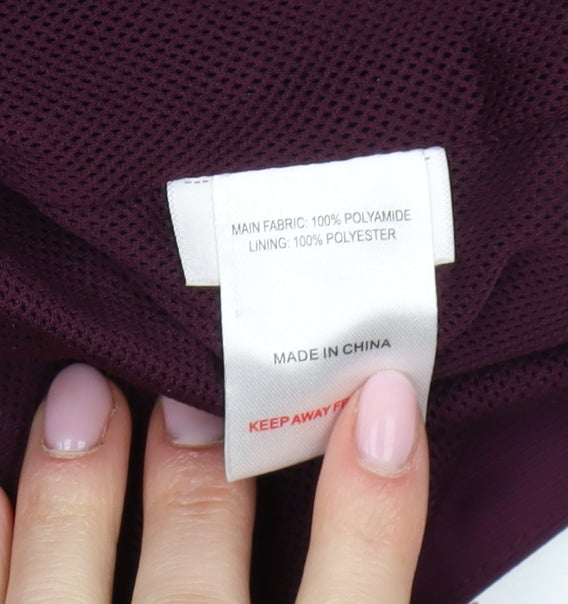 MAIN FABRIC: 100% POLYAMIDE
LINING: 100% POLYESTER
MADE IN CHINA
KEEP AWAY